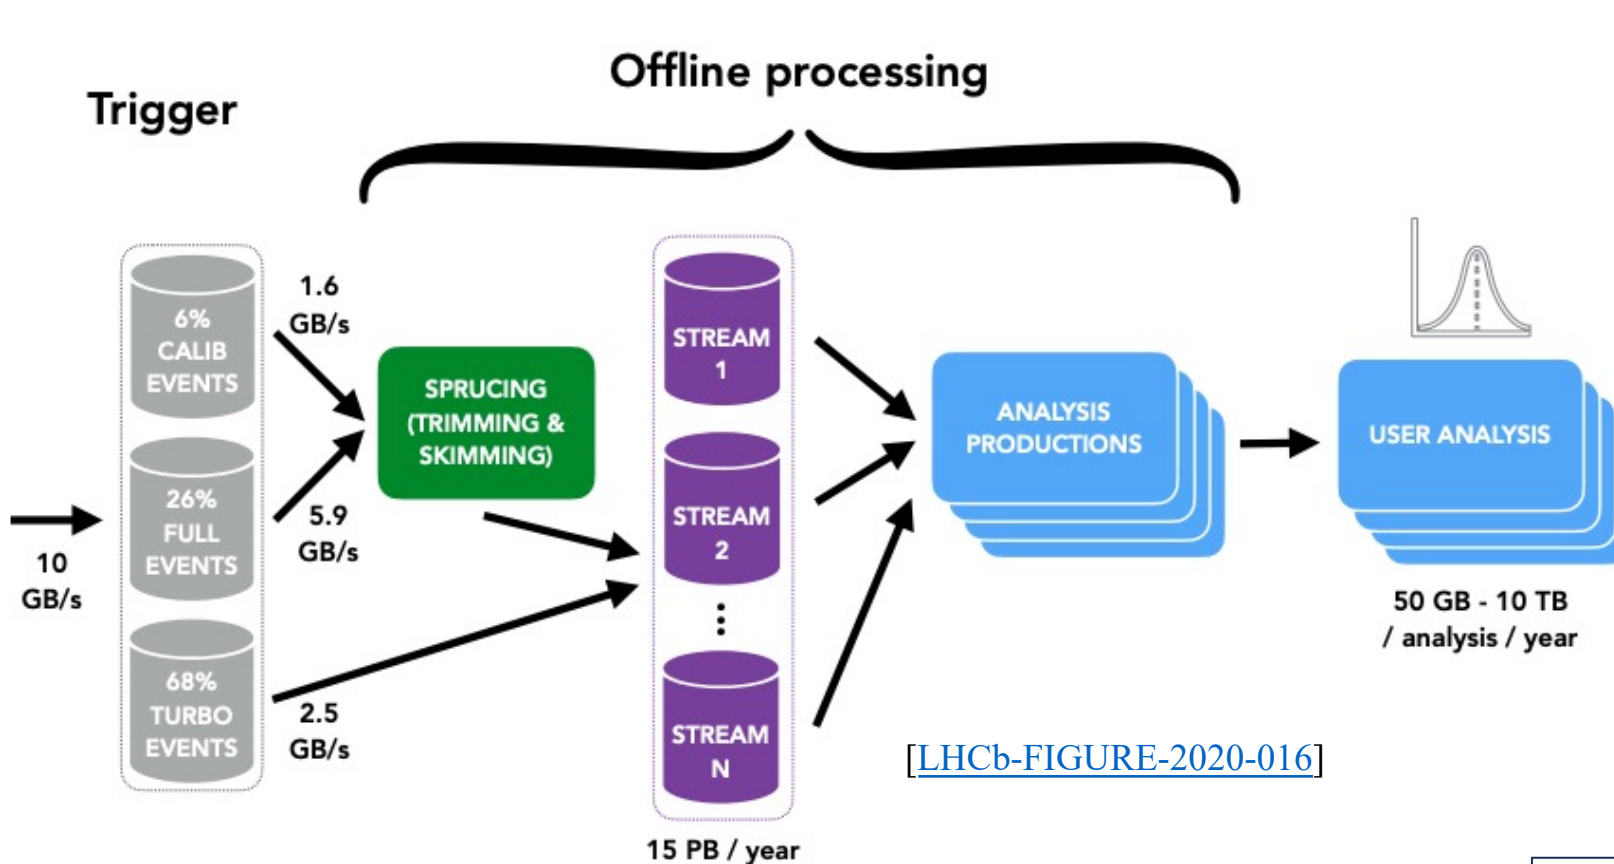 Offline processing
Trigger
10
GB/s
6%
CALIB
EVENTS
26%
FULL
EVENTS
68%
TURBO
EVENTS
1.6
GB/s
5.9
GB/s
2.5
GB/s
SPRUCING
(TRIMMING &
SKIMMING)
STREAM
1
STREAM
2
STREAM
N
15 PB / year
ANALYSIS
PRODUCTIONS
USER ANALYSIS
50 GB - 10 TB
/ analysis / year
[LHCb-FIGURE-2020-016]